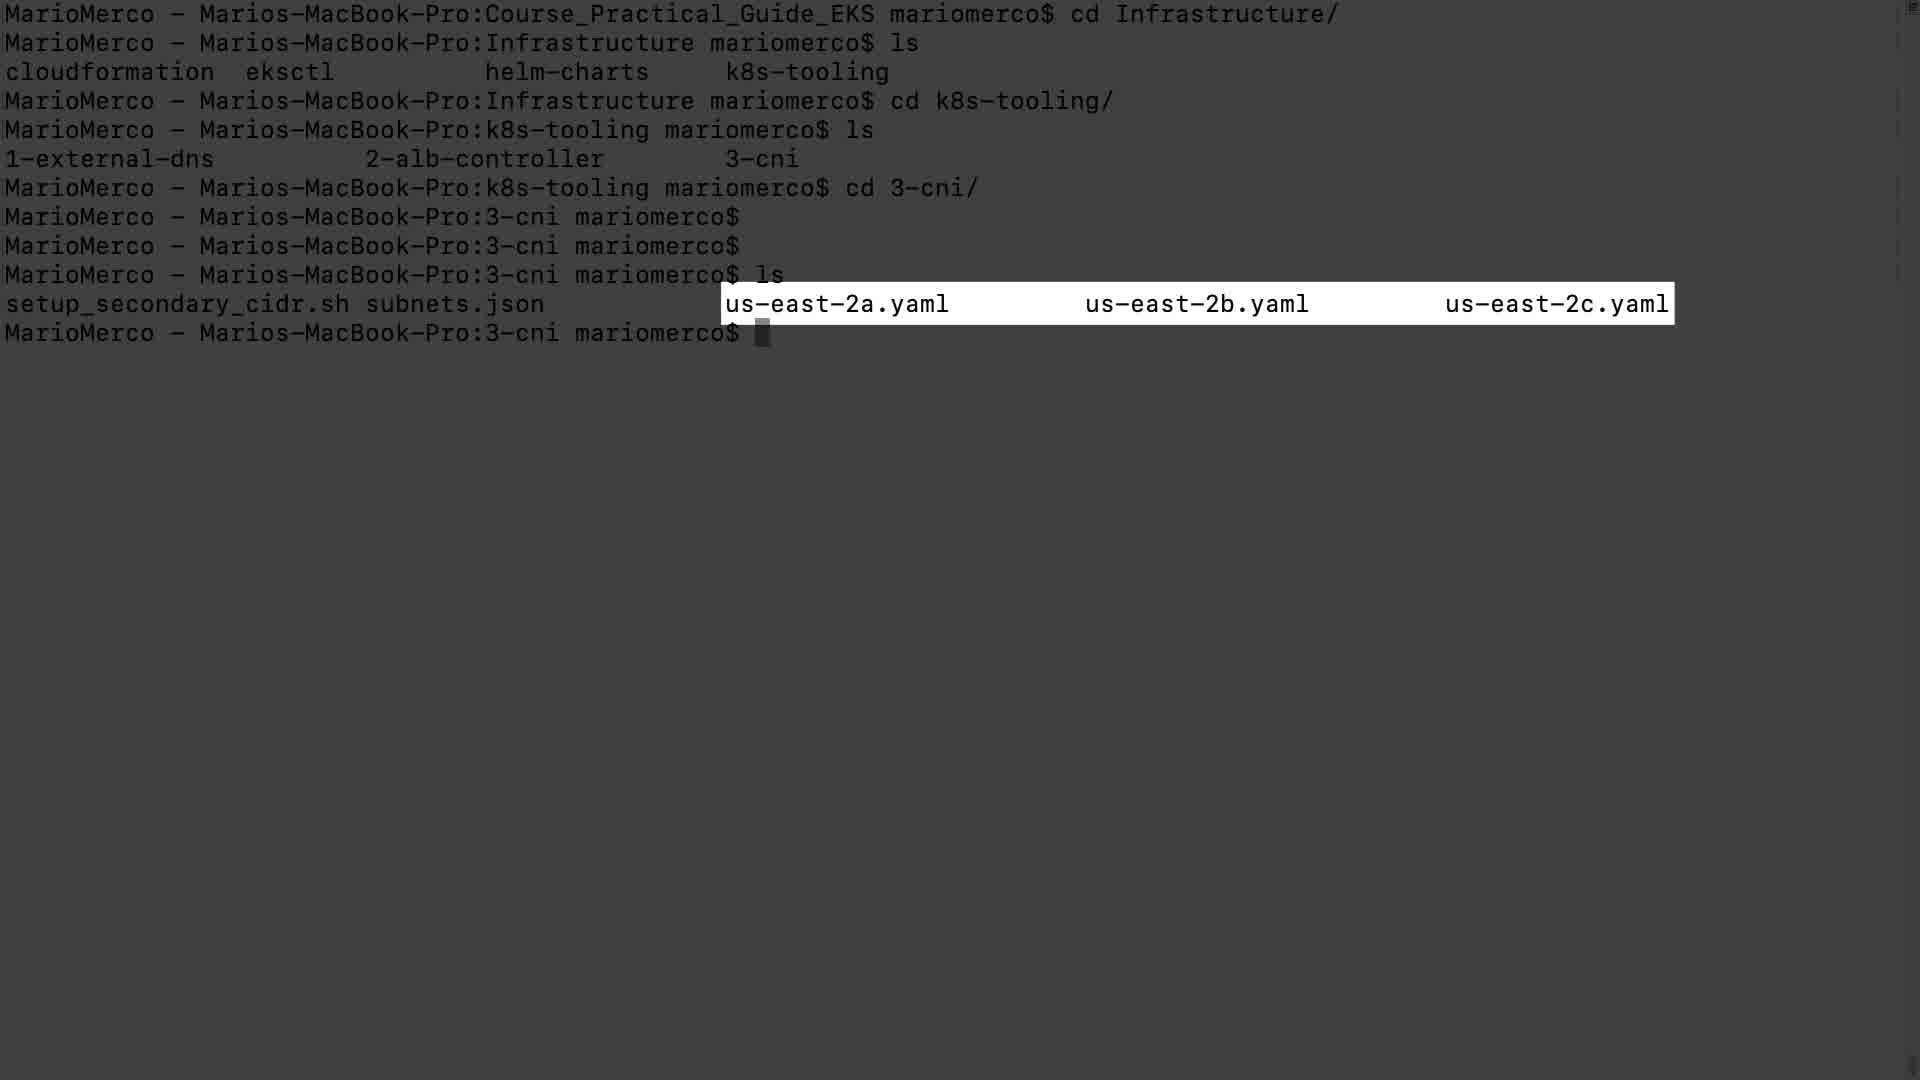 MarioMerco - Marios-MacBook-Pro:Course_Practical_Guide_EKS mariomerco$ cd Infrastructure/
MarioMerco - Marios-MacBook-Pro:Infrastructure mariomerco$ ls
cloudformation eksctl helm-charts k8s-tooling
MarioMerco - Marios-MacBook-Pro:Infrastructure mariomerco$ cd k8s-tooling/
MarioMerco - Marios-MacBook-Pro:k8s-tooling mariomerco$ ls
1-external-dns 2-alb-controller 3-cni
MarioMerco - Marios-MacBook-Pro:k8s-tooling mariomerco$ cd 3-cni/
MarioMerco - Marios-MacBook-Pro:3-cni mariomerco$
MarioMerco - Marios-MacBook-Pro:3-cni mariomerco$
MarioMerco - Marios-MacBook-Pro:3-cni mariomerco$ ls
setup_secondary_cidr.sh subnets.json us-east-2a.yaml us-east-2b.yaml us-east-2c.yaml
MarioMerco - Marios-MacBook-Pro:3-cni mariomerco$